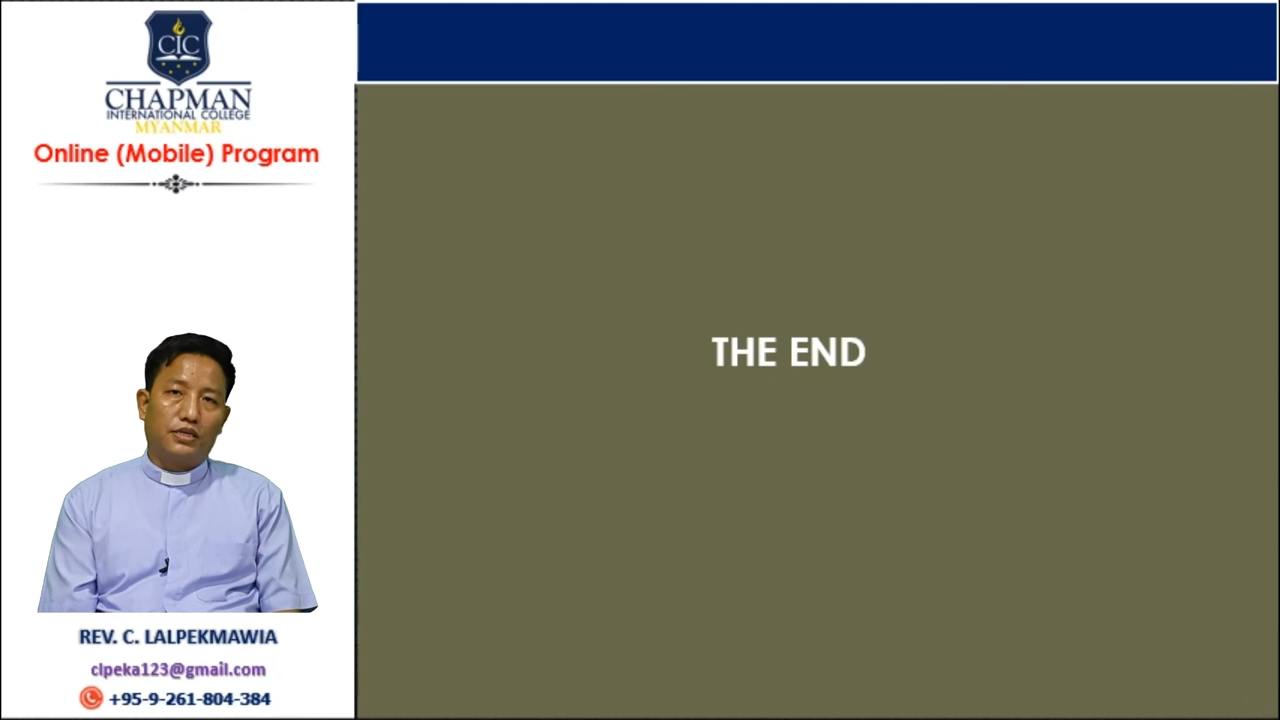 CIC
CHAPMAN
INTERNATIONAL COLLEGE
MYANMAR
Online (Mobile) Program
THE END
REV. C. LALPEKMAWIA
clpeka123@gmail.com
+95-9-261-804-384